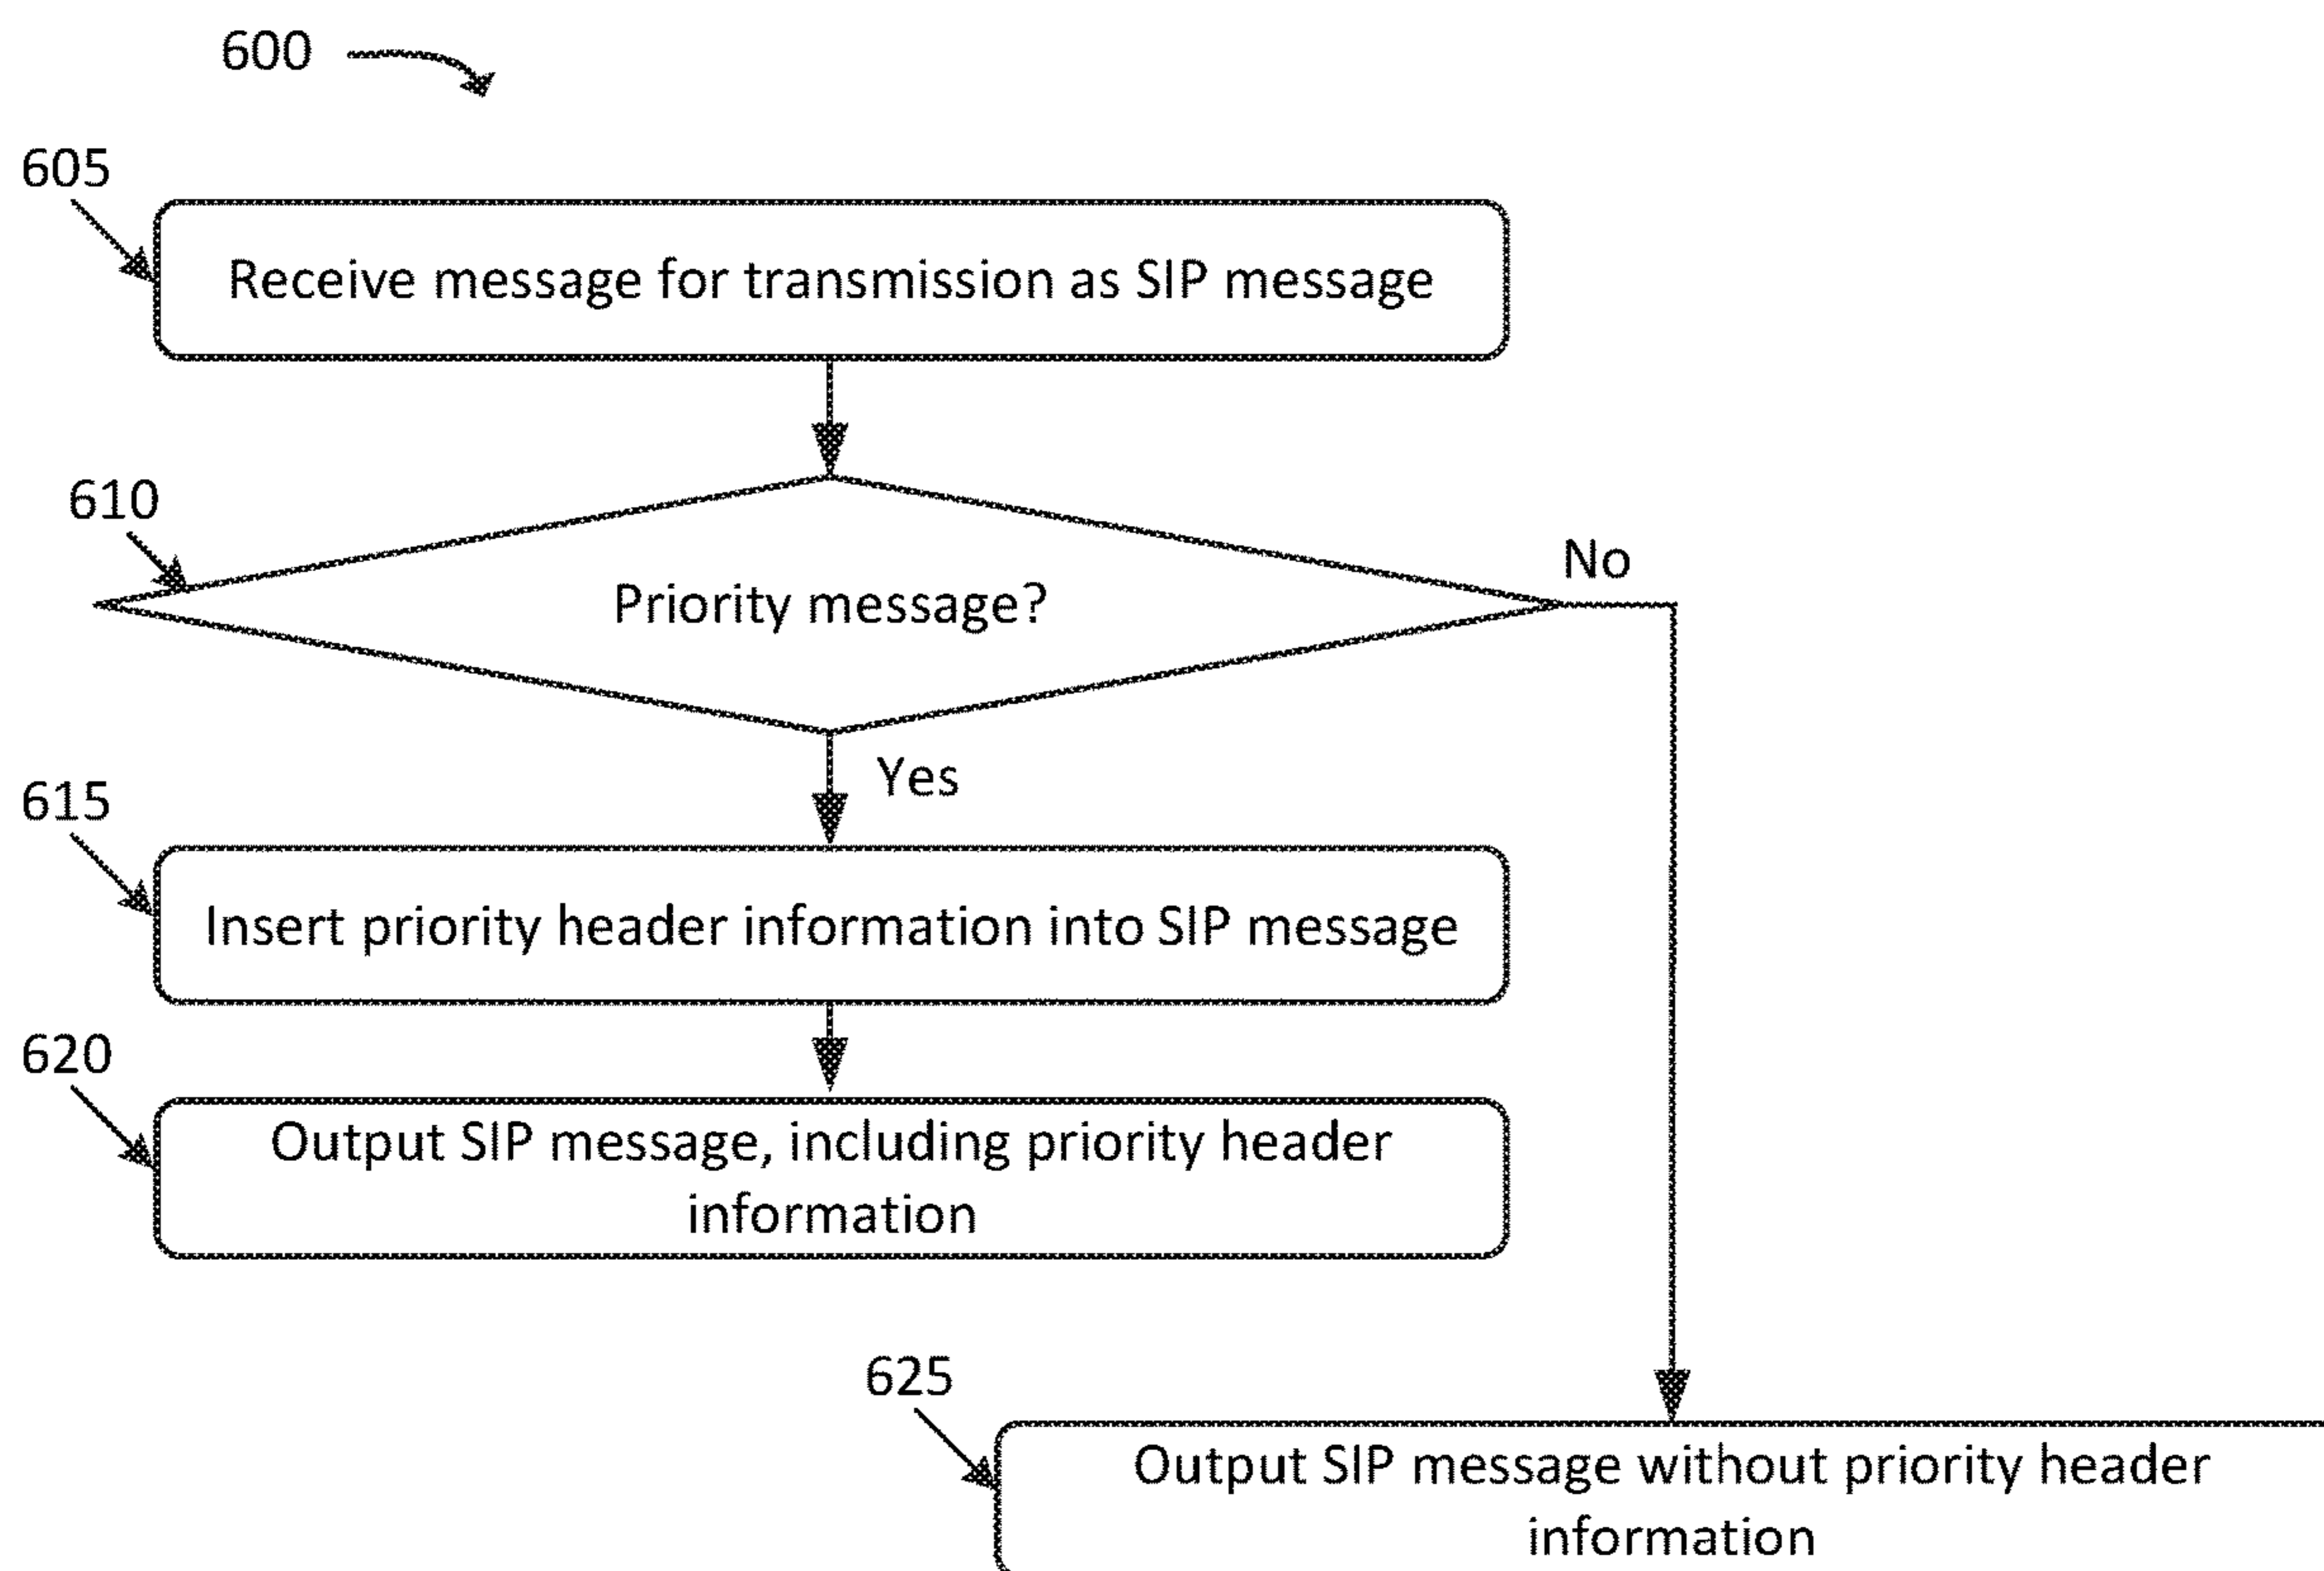 600
605
Receive message for transmission as SIP message
610
Priority message?
No
Yes
615
Insert priority header information into SIP message
620
Output SIP message, including priority header
information
625
Output SIP message without priority header
information